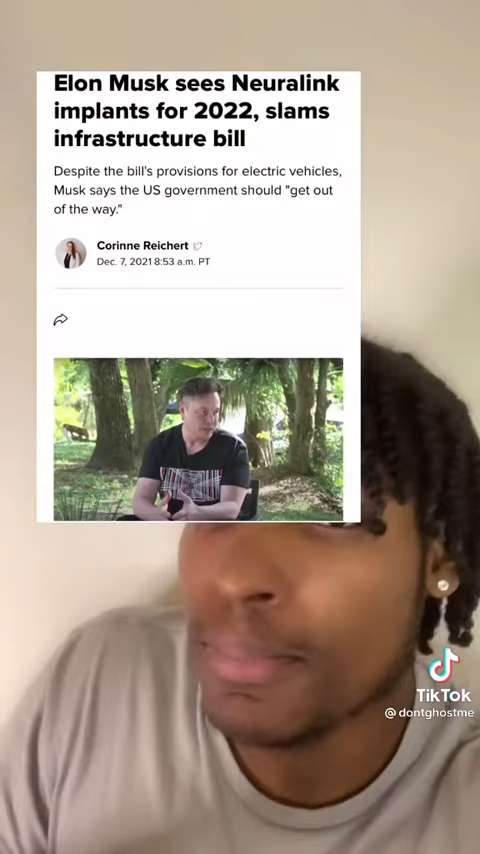 Elon Musk sees Neuralink
implants for 2022, slams
infrastructure bill
Despite the bill's provisions for electric vehicles,
Musk says the US government should "get out
of the way."
Corinne Reichert
Dec. 7, 2021 8:53 a.m. PT
TikTok
@dontghostme